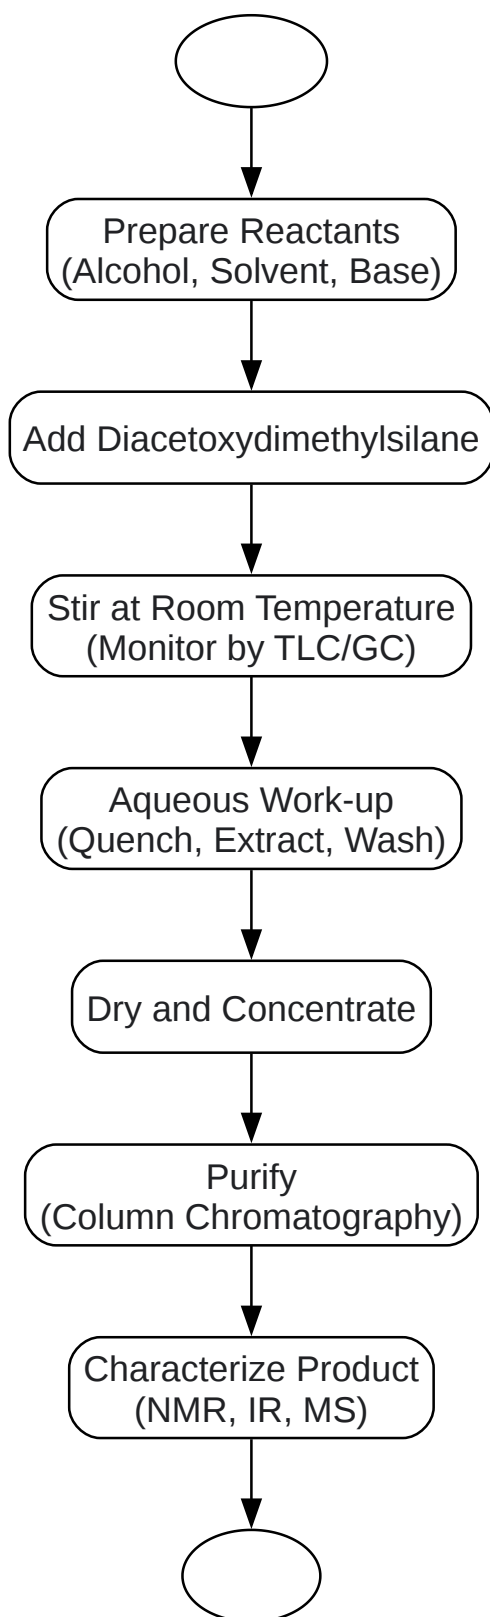 Prepare Reactants
(Alcohol, Solvent, Base)
Add Diacetoxydimethylsilane
Stir at Room Temperature
(Monitor by TLC/GC)
Aqueous Work-up
(Quench, Extract, Wash)
Dry and Concentrate
Purify
(Column Chromatography)
Characterize Product
(NMR, IR, MS)